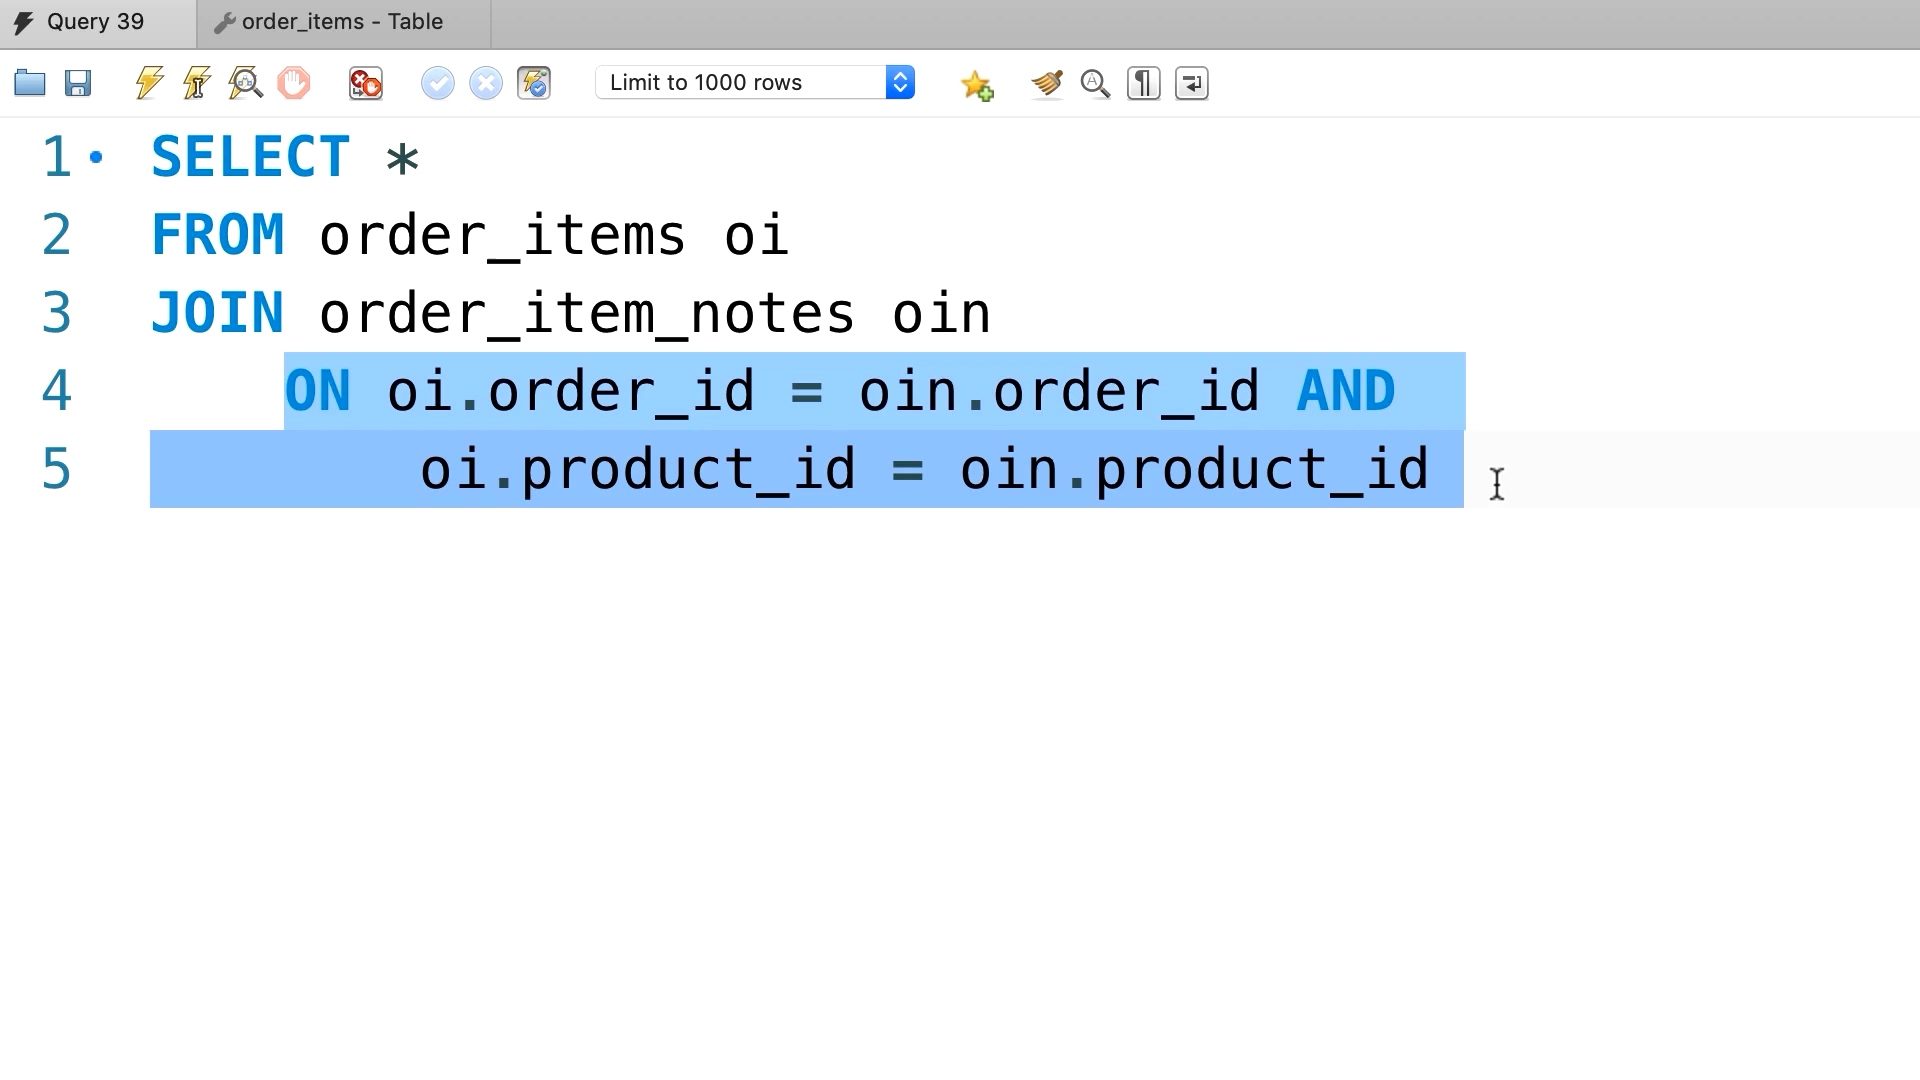 Query 39
order_items - Table
Limit to 1000 rows
1 SELECT *
2 FROM order_items oi
3 JOIN order_item_notes oin
4 ON oi.order_id = oin.order_id AND
5 oi.product_id = oin.product_id